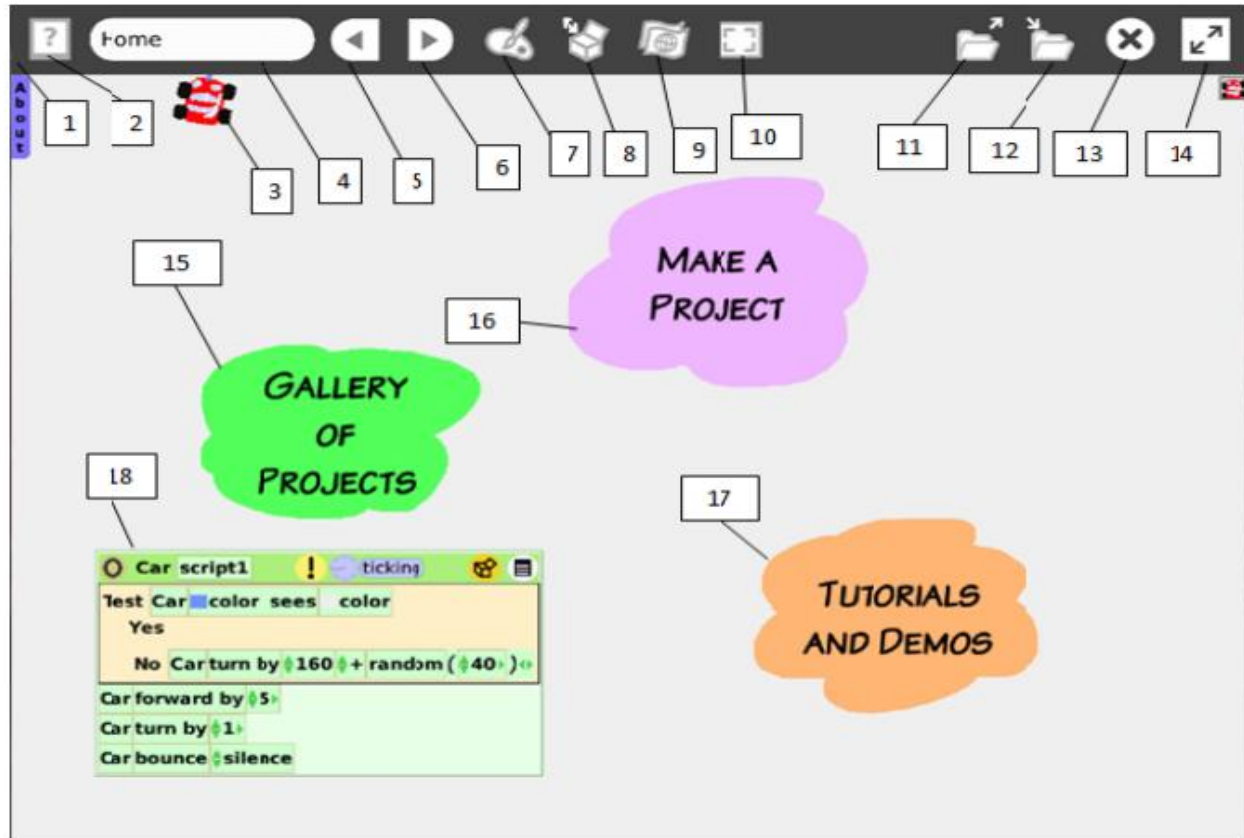 ?
Home
About
1
2
3
4
5
6
7
8
9
10
11
12
13
14
15
MAKE A
PROJECT
16
GALLERY
OF
PROJECTS
18
17
Car script1 ! ticking
Test Car color sees color
Yes
No Car turn by 160 + random ( 40 )
Car forward by 5
Car turn by 1
Car bounce silence
TUTORIALS
AND DEMOS